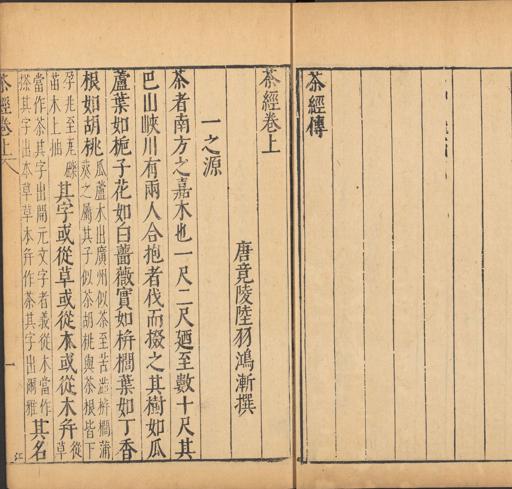 茶經傳
茶經卷上
唐竟陵陸羽鴻漸撰
一之源
茶者南方之嘉木也一尺二尺廼至數十尺其
巴山峽川有兩人合抱者伐而掇之其樹如瓜
蘆葉如梔子花如白薔薇實如栟櫚葉如丁香
根如胡桃瓜蘆木出廣州似茶至苦澁栟櫚蒲
葵之屬其子似茶胡桃與茶根皆下
孕兆至瓦礫
苗木上抽
其字或從草或從木或從木并從
草
當作茶其字出開元文字者義從木當作
㮈其字出本草草木并作荼其字出爾雅
其名
茶經卷上
一
江